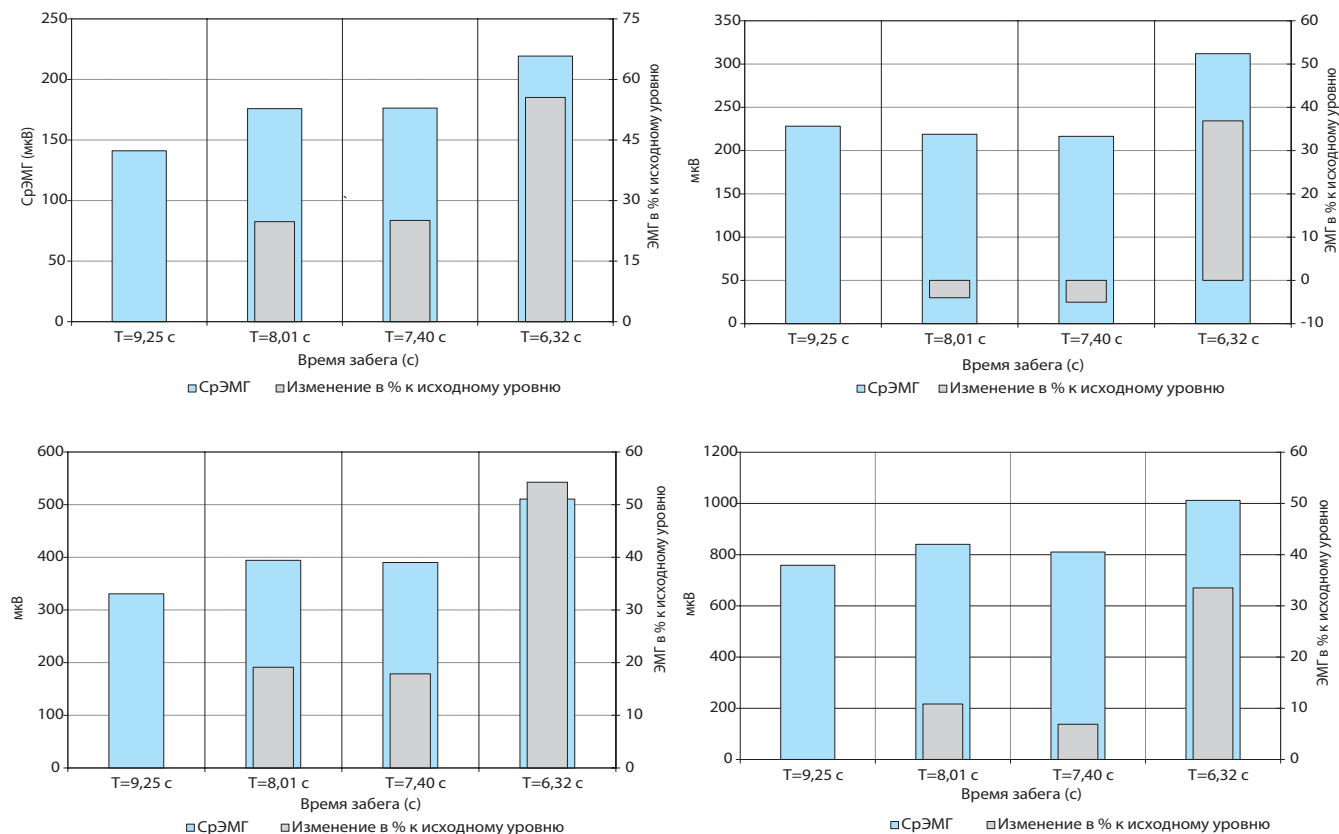 250
200
150
100
50
0
СрЭМГ (мкВ)
75
60
45
30
15
0
ЭМГ в % к исходному уровню
T=9,25 с T=8,01 с T=7,40 с T=6,32 с
Время забега (с)
СрЭМГ Изменение в % к исходному уровню
350
300
250
200
150
100
50
0
мкВ
60
50
40
30
20
10
0
-10
ЭМГ в % к исходному уровню
T=9,25 с T=8,01 с T=7,40 с T=6,32 с
Время забега (с)
СрЭМГ Изменение в % к исходному уровню
600
500
400
300
200
100
0
мкВ
60
50
40
30
20
10
0
ЭМГ в % к исходному уровню
T=9,25 с T=8,01 с T=7,40 с T=6,32 с
Время забега (с)
СрЭМГ Изменение в % к исходному уровню
1200
1000
800
600
400
200
0
мкВ
60
50
40
30
20
10
0
ЭМГ в % к исходному уровню
T=9,25 с T=8,01 с T=7,40 с T=6,32 с
Время забега (с)
СрЭМГ Изменение в % к исходному уровню